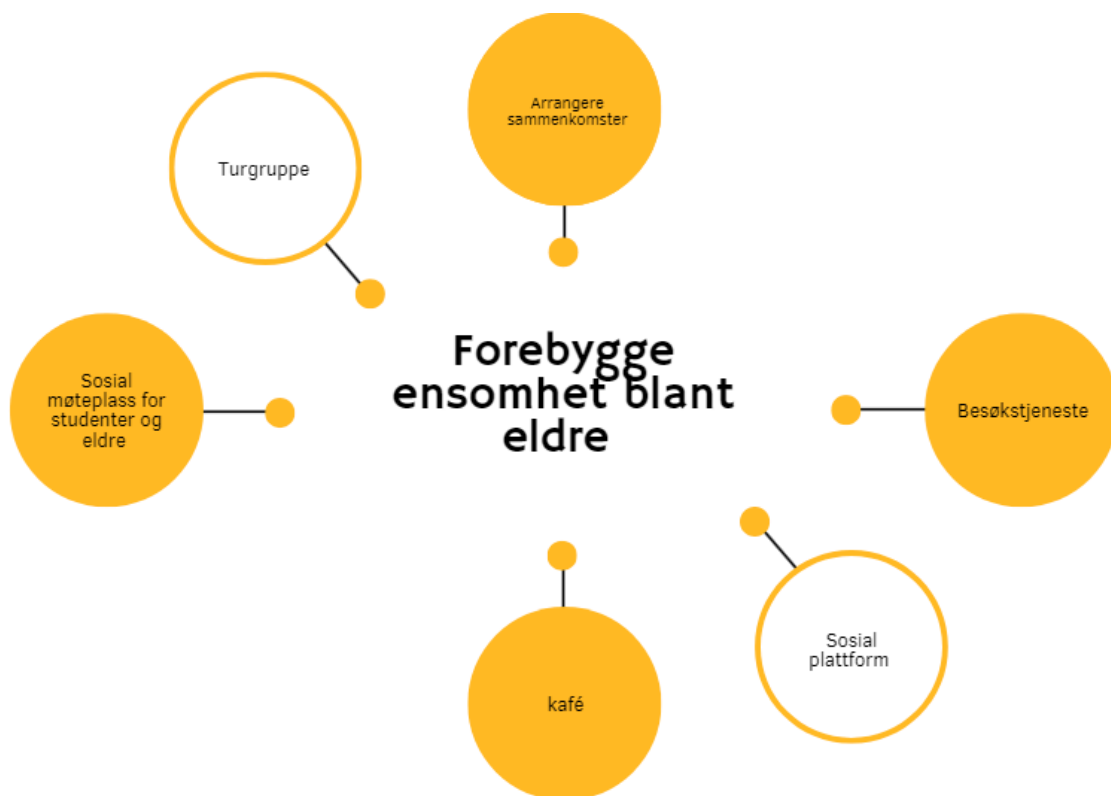 Arrangere
sammenkomster
Turgruppe
Forebygge
ensomhet blant
eldre
Sosial
møteplass for
studenter og
eldre
Besøkstjeneste
Sosial
plattform
kafé